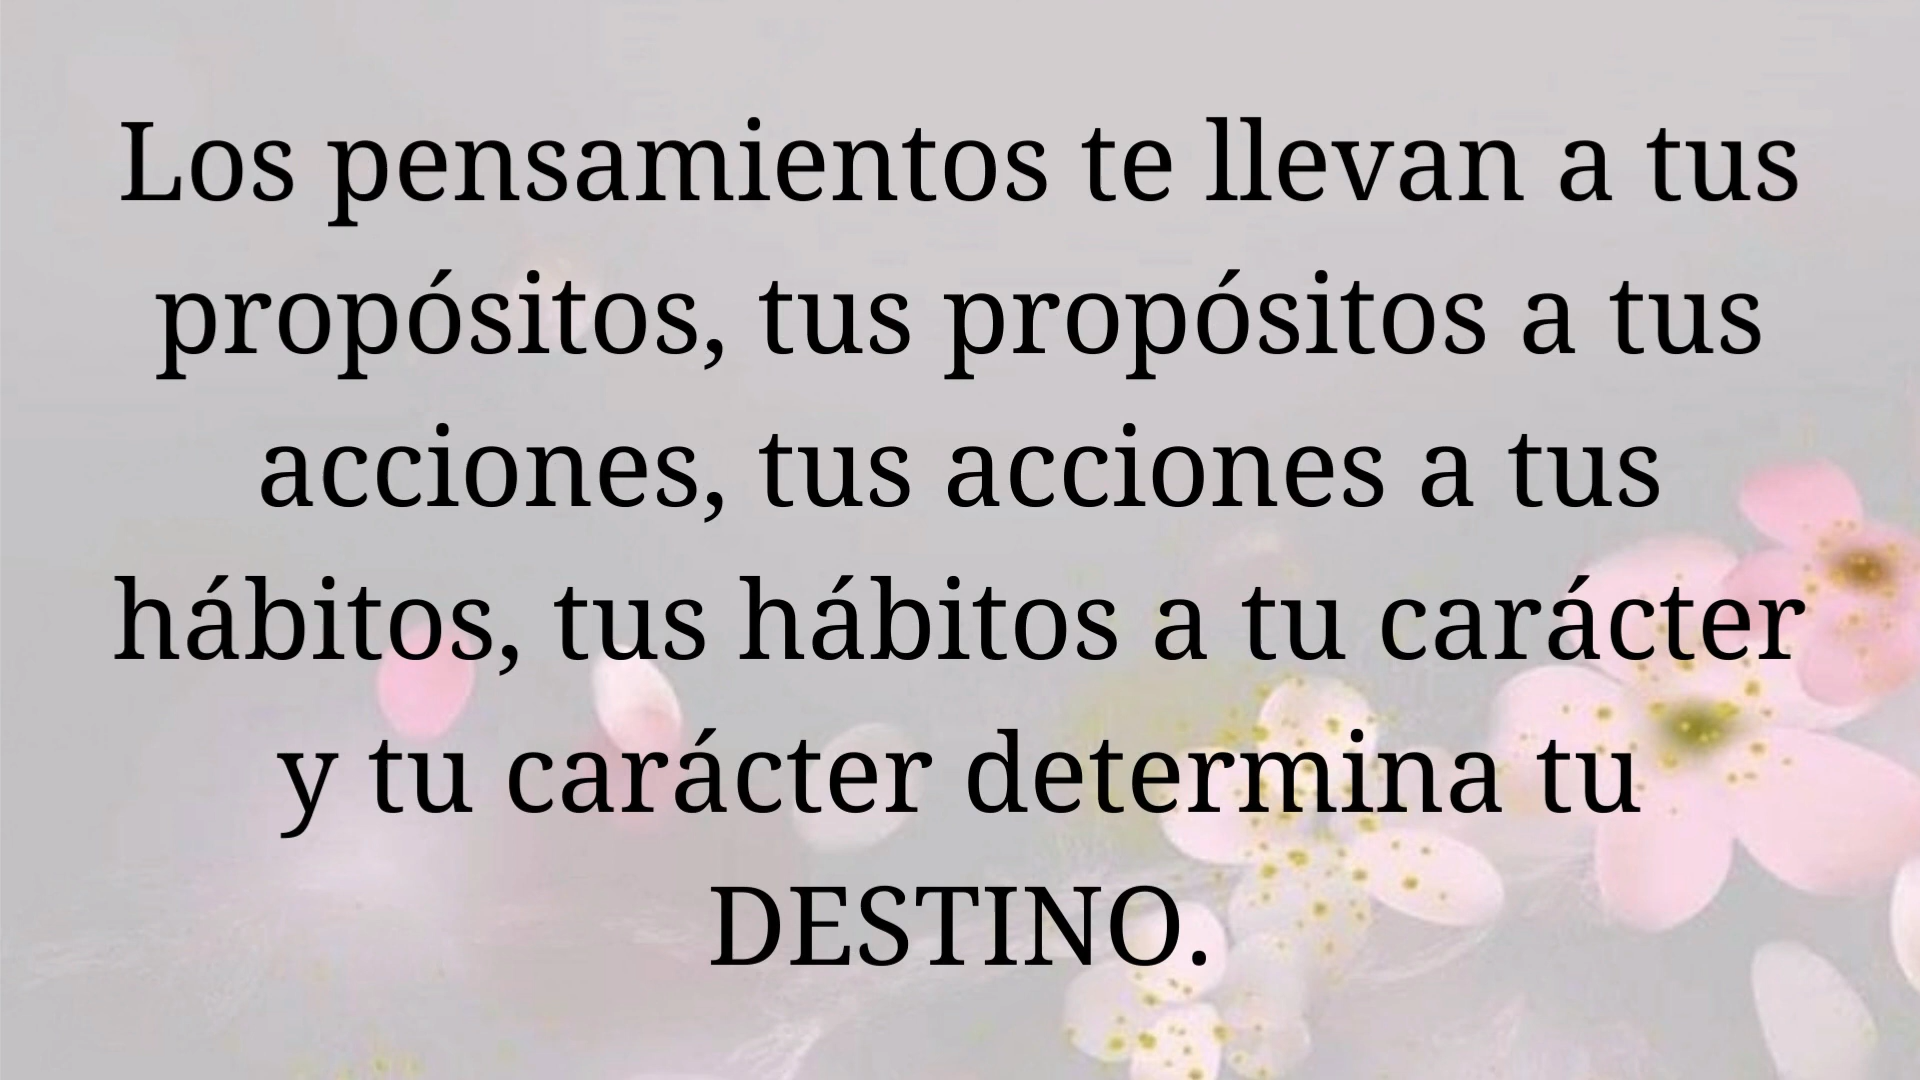 Los pensamientos te llevan a tus
propósitos, tus propósitos a tus
acciones, tus acciones a tus
hábitos, tus hábitos a tu carácter
y tu carácter determina tu
DESTINO.